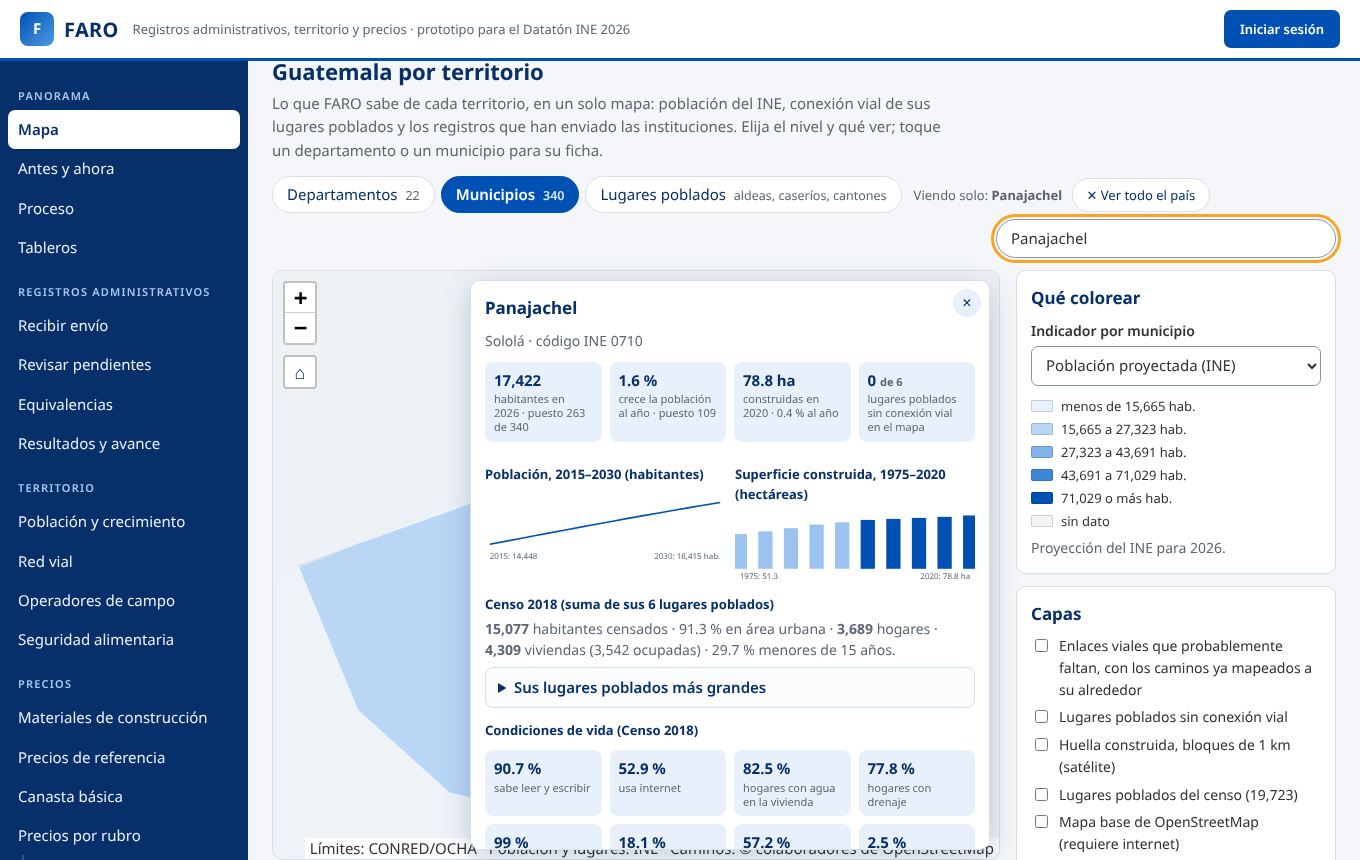 F FARO Registros administrativos, territorio y precios · prototipo para el Datatón INE 2026
Iniciar sesión
PANORAMA
Mapa
Antes y ahora
Proceso
Tableros
REGISTROS ADMINISTRATIVOS
Recibir envío
Revisar pendientes
Equivalencias
Resultados y avance
TERRITORIO
Población y crecimiento
Red vial
Operadores de campo
Seguridad alimentaria
PRECIOS
Materiales de construcción
Precios de referencia
Canasta básica
Precios por rubro
Guatemala por territorio
Lo que FARO sabe de cada territorio, en un solo mapa: población del INE, conexión vial de sus
lugares poblados y los registros que han enviado las instituciones. Elija el nivel y qué ver; toque
un departamento o un municipio para su ficha.
Departamentos 22
Municipios 340
Lugares poblados aldeas, caseríos, cantones
Viendo solo: Panajachel
× Ver todo el país
Panajachel
+
−
⌂
Panajachel
×
Sololá · código INE 0710
17,422
habitantes en
2026 · puesto 263
de 340
1.6 %
crece la población
al año · puesto 109
78.8 ha
construidas en
2020 · 0.4 % al año
0 de 6
lugares poblados
sin conexión vial
en el mapa
Población, 2015–2030 (habitantes)
2015: 14,448
2030: 18,415 hab.
Superficie construida, 1975–2020
(hectáreas)
1975: 51.3
2020: 78.8 ha
Censo 2018 (suma de sus 6 lugares poblados)
15,077 habitantes censados · 91.3 % en área urbana · 3,689 hogares ·
4,309 viviendas (3,542 ocupadas) · 29.7 % menores de 15 años.
▶ Sus lugares poblados más grandes
Condiciones de vida (Censo 2018)
90.7 %
sabe leer y escribir
52.9 %
usa internet
82.5 %
hogares con agua
en la vivienda
77.8 %
hogares con
drenaje
99 %
18.1 %
57.2 %
2.5 %
Límites: CONRED/OCHA · Población y lugares: INE · Caminos: © colaboradores de OpenStreetMap
Qué colorear
Indicador por municipio
Población proyectada (INE)
menos de 15,665 hab.
15,665 a 27,323 hab.
27,323 a 43,691 hab.
43,691 a 71,029 hab.
71,029 o más hab.
sin dato
Proyección del INE para 2026.
Capas
Enlaces viales que probablemente
faltan, con los caminos ya mapeados a
su alrededor
Lugares poblados sin conexión vial
Huella construida, bloques de 1 km
(satélite)
Lugares poblados del censo (19,723)
Mapa base de OpenStreetMap
(requiere internet)